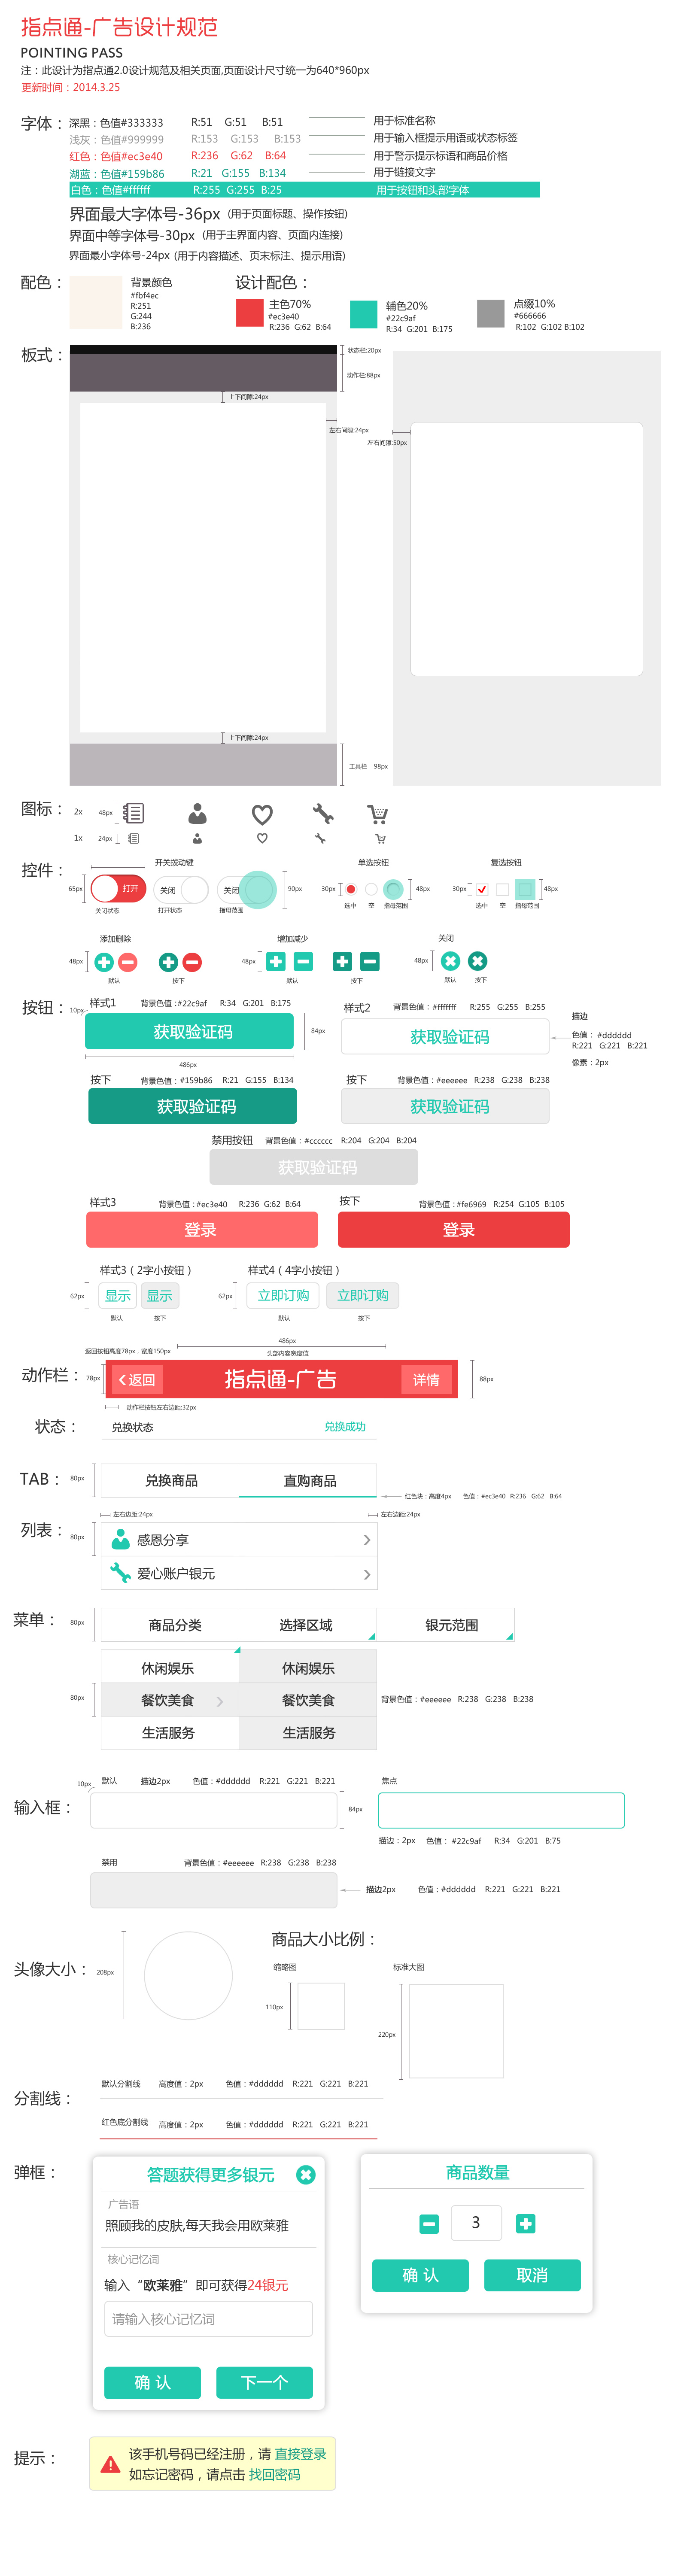 指点通-广告设计规范
POINTING PASS
注：此设计为指点通2.0设计规范及相关页面,页面设计尺寸统一为640*960px
更新时间：2014.3.25
字体：
深黑：色值#333333 R:51 G:51 B:51 用于标准名称
浅灰：色值#999999 R:153 G:153 B:153 用于输入框提示用语或状态标签
红色：色值#ec3e40 R:236 G:62 B:64 用于警示提示标语和商品价格
湖蓝：色值#159b86 R:21 G:155 B:134 用于链接文字
白色：色值#ffffff R:255 G:255 B:25 用于按钮和头部字体
界面最大字体号-36px (用于页面标题、操作按钮)
界面中等字体号-30px (用于主界面内容、页面内连接)
界面最小字体号-24px (用于内容描述、页末标注、提示用语)
配色：
背景颜色
#fbf4ec
R:251
G:244
B:236
设计配色：
主色70%
#ec3e40
R:236 G:62 B:64
辅色20%
#22c9af
R:34 G:201 B:175
点缀10%
#666666
R:102 G:102 B:102
板式：
状态栏:20px
动作栏:88px
上下间隙:24px
左右间隙:24px
左右间隙:50px
上下间隙:24px
工具栏 98px
图标：
2x 48px
1x 24px
控件：
开关拨动键
65px
打开
关闭
关闭
90px
关闭状态
打开状态
指母范围
单选按钮
30px
48px
选中 空 指母范围
复选按钮
30px
48px
选中 空 指母范围
添加删除
48px
默认 按下
增加减少
48px
默认 按下
关闭
48px
默认 按下
按钮：
样式1 背景色值：#22c9af R:34 G:201 B:175
10px
获取验证码
84px
486px
样式2 背景色值：#fffffff R:255 G:255 B:255
获取验证码
描边
色值： #dddddd
R:221 G:221 B:221
像素：2px
按下 背景色值：#159b86 R:21 G:155 B:134
获取验证码
按下 背景色值：#eeeeee R:238 G:238 B:238
获取验证码
禁用按钮 背景色值：#cccccc R:204 G:204 B:204
获取验证码
样式3 背景色值：#ec3e40 R:236 G:62 B:64
登录
按下 背景色值：#fe6969 R:254 G:105 B:105
登录
样式3（2字小按钮）
62px
显示 显示
默认 按下
样式4（4字小按钮）
62px
立即订购 立即订购
默认 按下
486px
返回按钮高度78px，宽度150px
头部内容宽度值
动作栏：
78px
返回 指点通-广告 详情
88px
动作栏按钮左右边距:32px
状态：
兑换状态 兑换成功
TAB：
80px
兑换商品 直购商品
红色块：高度4px 色值：#ec3e40 R:236 G:62 B:64
左右边距:24px 左右边距:24px
列表：
80px
感恩分享
爱心账户银元
菜单：
80px
商品分类 选择区域 银元范围
休闲娱乐 休闲娱乐
80px
餐饮美食 餐饮美食
背景色值：#eeeeee R:238 G:238 B:238
生活服务 生活服务
输入框：
10px
默认 描边2px 色值：#dddddd R:221 G:221 B:221
84px
焦点
描边：2px 色值： #22c9af R:34 G:201 B:75
禁用 背景色值：#eeeeee R:238 G:238 B:238
描边2px 色值：#dddddd R:221 G:221 B:221
头像大小：
208px
商品大小比例：
缩略图
110px
标准大图
220px
分割线：
默认分割线 高度值：2px 色值：#dddddd R:221 G:221 B:221
红色底分割线 高度值：2px 色值：#dddddd R:221 G:221 B:221
弹框：
答题获得更多银元
广告语
照顾我的皮肤,每天我会用欧莱雅
核心记忆词
输入“欧莱雅”即可获得24银元
请输入核心记忆词
确 认 下一个
商品数量
3
确 认 取消
提示：
该手机号码已经注册，请 直接登录
如忘记密码，请点击 找回密码